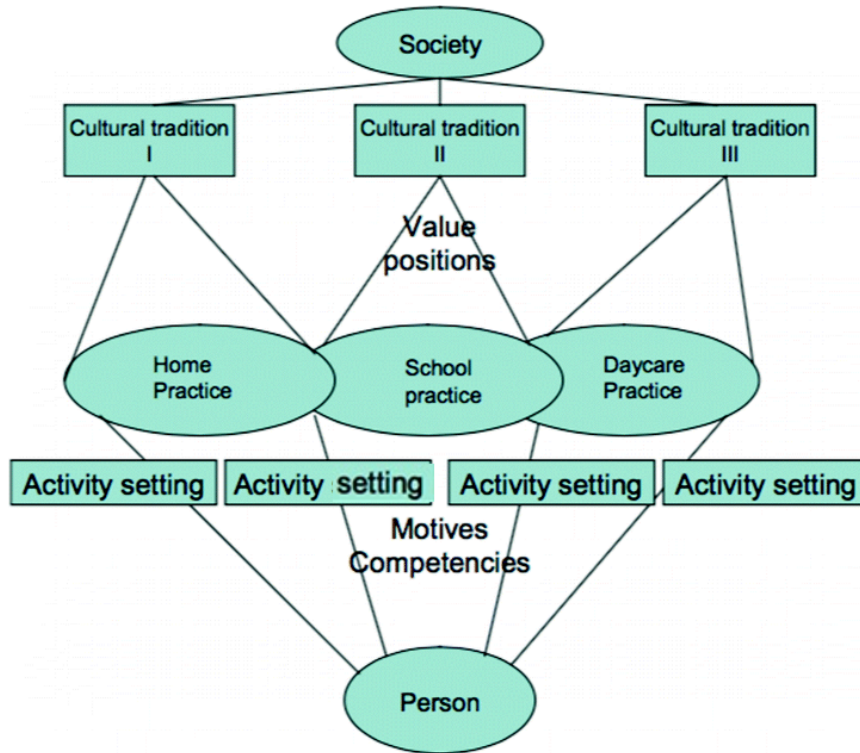 Society
Cultural tradition
I
Cultural tradition
II
Cultural tradition
III
Value
positions
Home
Practice
School
practice
Daycare
Practice
Activity setting
Activity setting
Activity setting
Activity setting
Motives
Competencies
Person